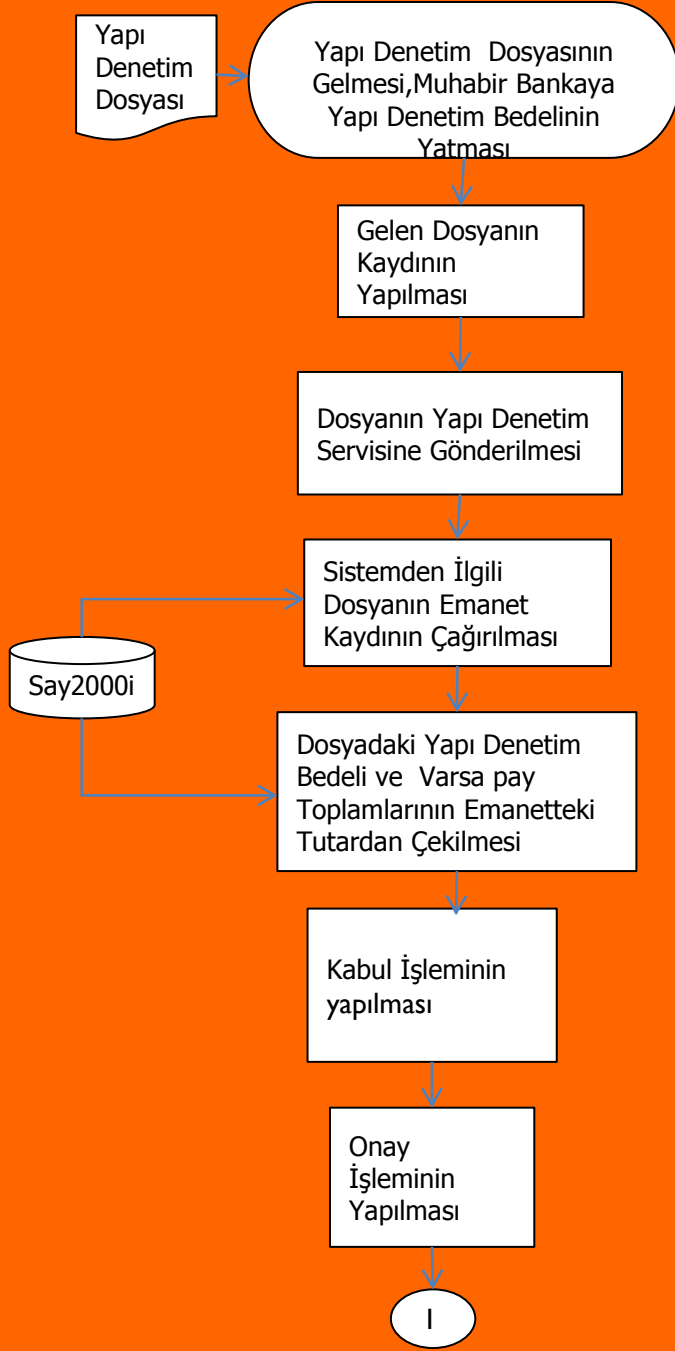 Yapı
Denetim
Dosyası
Yapı Denetim  Dosyasının
Gelmesi,Muhabir Bankaya
Yapı Denetim Bedelinin
Yatması
Gelen Dosyanın
Kaydının
Yapılması
Dosyanın Yapı Denetim
Servisine Gönderilmesi
Sistemden İlgili
Dosyanın Emanet
Kaydının Çağırılması
Say2000i
Dosyadaki Yapı Denetim
Bedeli ve  Varsa pay
Toplamlarının Emanetteki
Tutardan Çekilmesi
Kabul İşleminin
yapılması
Onay
İşleminin
Yapılması
I